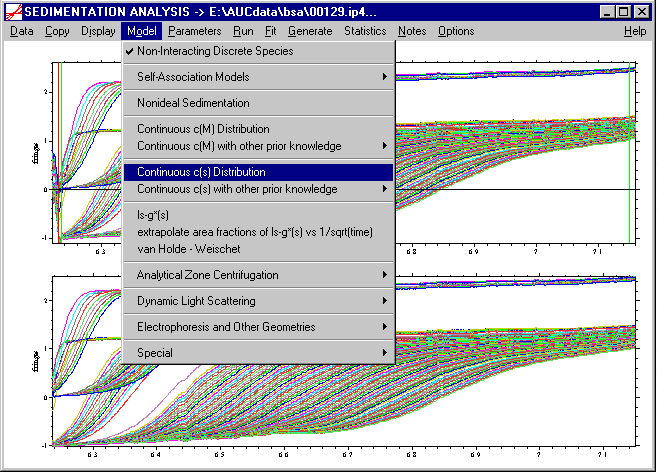 SEDIMENTATION ANALYSIS -> E:\AUCdata\bsa\00129.ip4...
Data Copy Display Model Parameters Run Fit Generate Statistics Notes Options Help
Non-Interacting Discrete Species
Self-Association Models
Nonideal Sedimentation
Continuous c(M) Distribution
Continuous c(M) with other prior knowledge
Continuous c(s) Distribution
Continuous c(s) with other prior knowledge
ls-g*(s)
extrapolate area fractions of ls-g*(s) vs 1/sqrt(time)
van Holde - Weischet
Analytical Zone Centrifugation
Dynamic Light Scattering
Electrophoresis and Other Geometries
Special
2
1
0
-1
6.3 6.8 6.9 7 7.1
2
1
0
-1
6.3 6.4 6.5 6.6 6.7 6.8 6.9 7 7.1